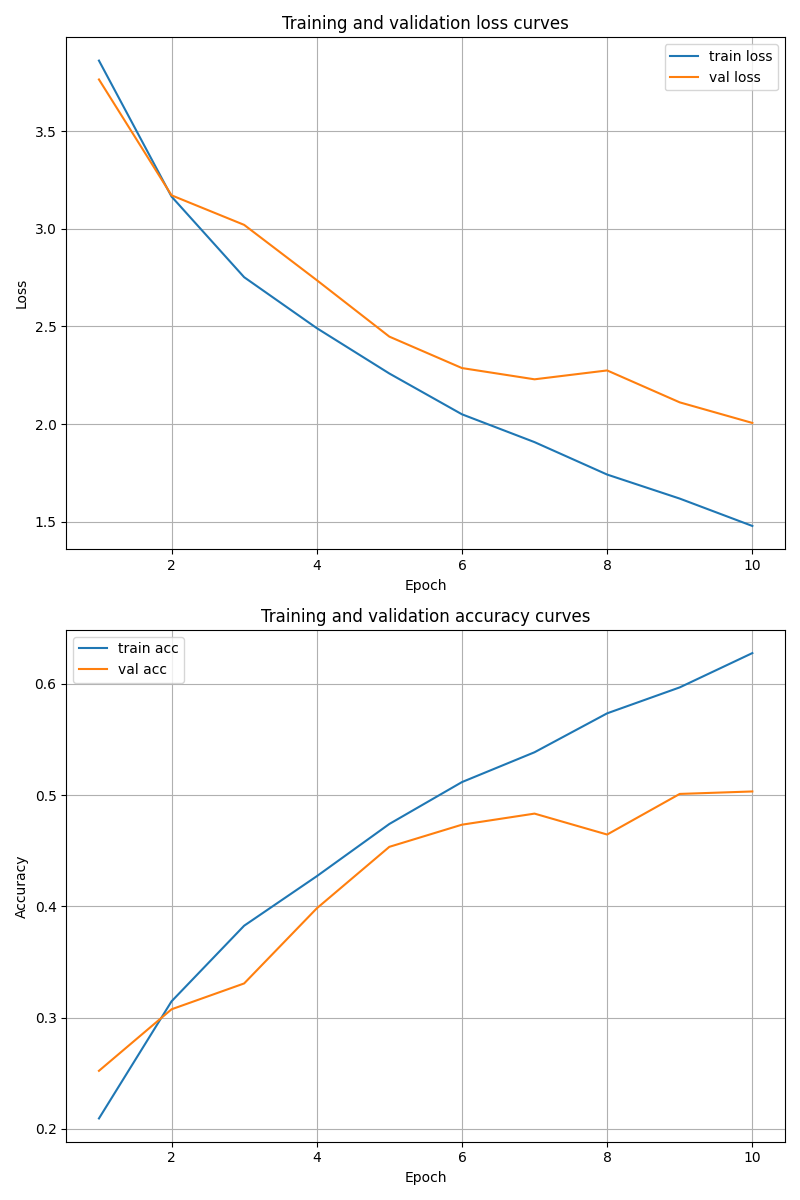 Training and validation loss curves
train loss
val loss
3.5
3.0
2.5
2.0
1.5
Loss
2 4 6 8 10
Epoch
Training and validation accuracy curves
train acc
val acc
0.6
0.5
0.4
0.3
0.2
Accuracy
2 4 6 8 10
Epoch